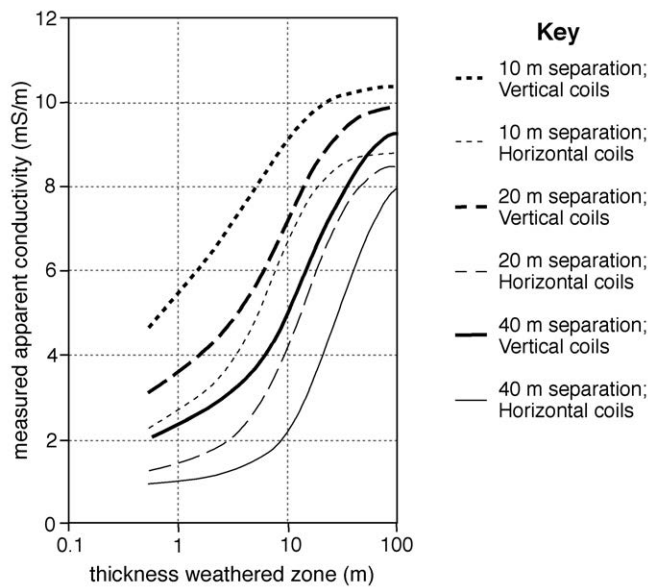 12
10
8
6
4
2
0
measured apparent conductivity (mS/m)
0.1
1
10
100
thickness weathered zone (m)
Key
10 m separation;
Vertical coils
10 m separation;
Horizontal coils
20 m separation;
Vertical coils
20 m separation;
Horizontal coils
40 m separation;
Vertical coils
40 m separation;
Horizontal coils